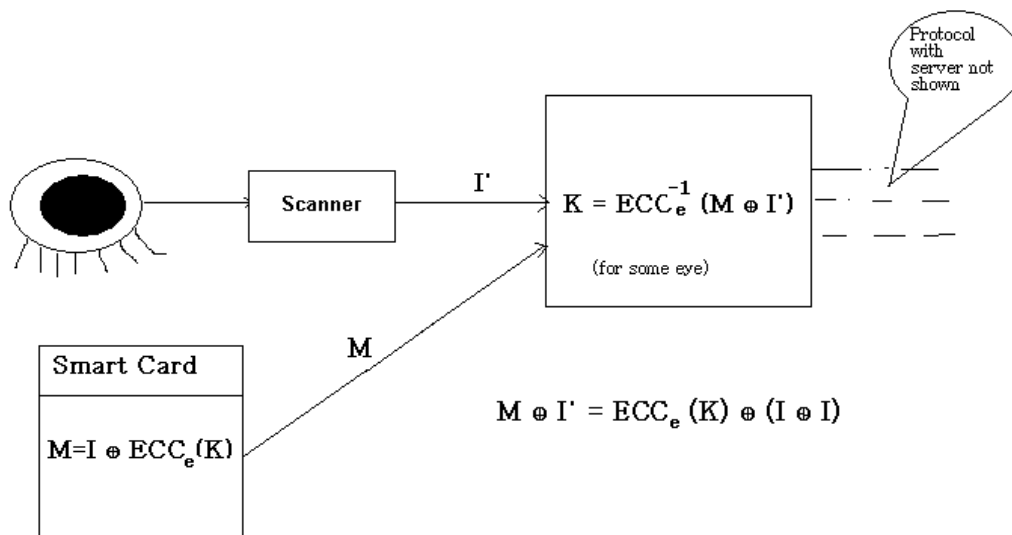 Protocol
with
server not
shown
I'
Scanner
K = ECC_e^-1 (M ⊕ I')
(for some eye)
M
Smart Card
M=I ⊕ ECC_e(K)
M ⊕ I' = ECC_e (K) ⊕ (I ⊕ I)